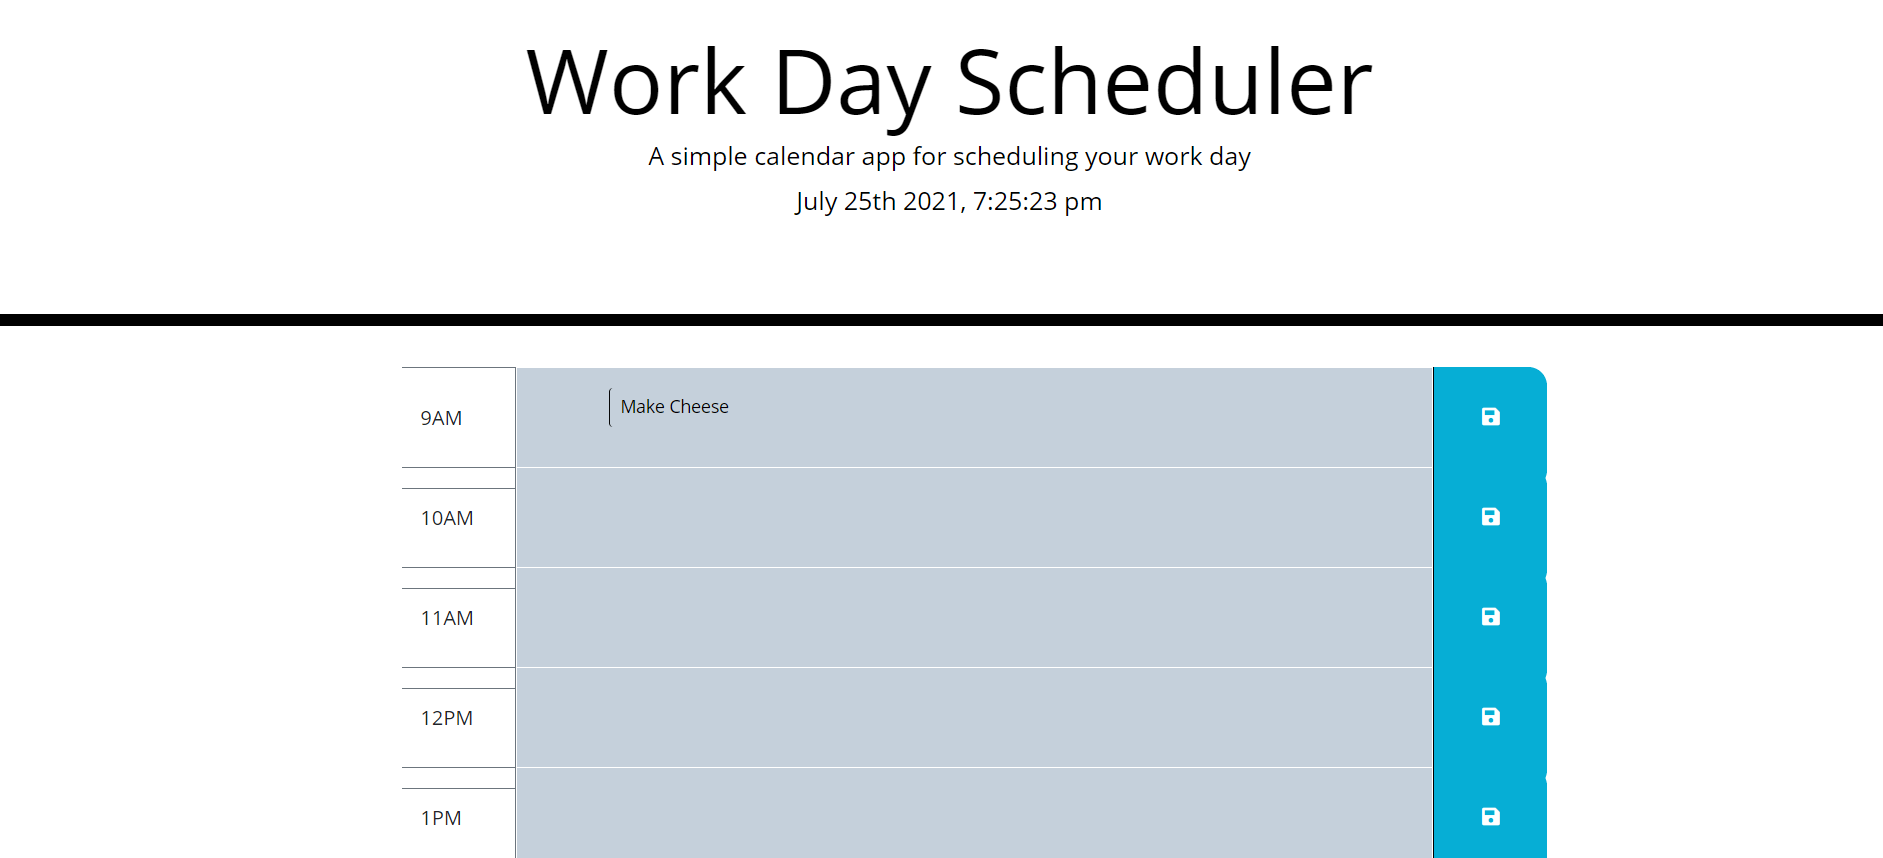 Work Day Scheduler
A simple calendar app for scheduling your work day
July 25th 2021, 7:25:23 pm
9AM
Make Cheese
10AM
11AM
12PM
1PM